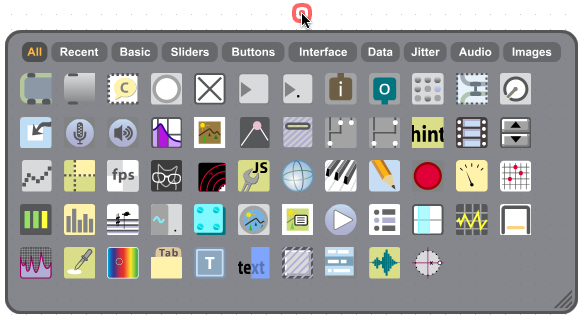 All Recent Basic Sliders Buttons Interface Data Jitter Audio Images
C i o
hint
fps JS
Tab
T text